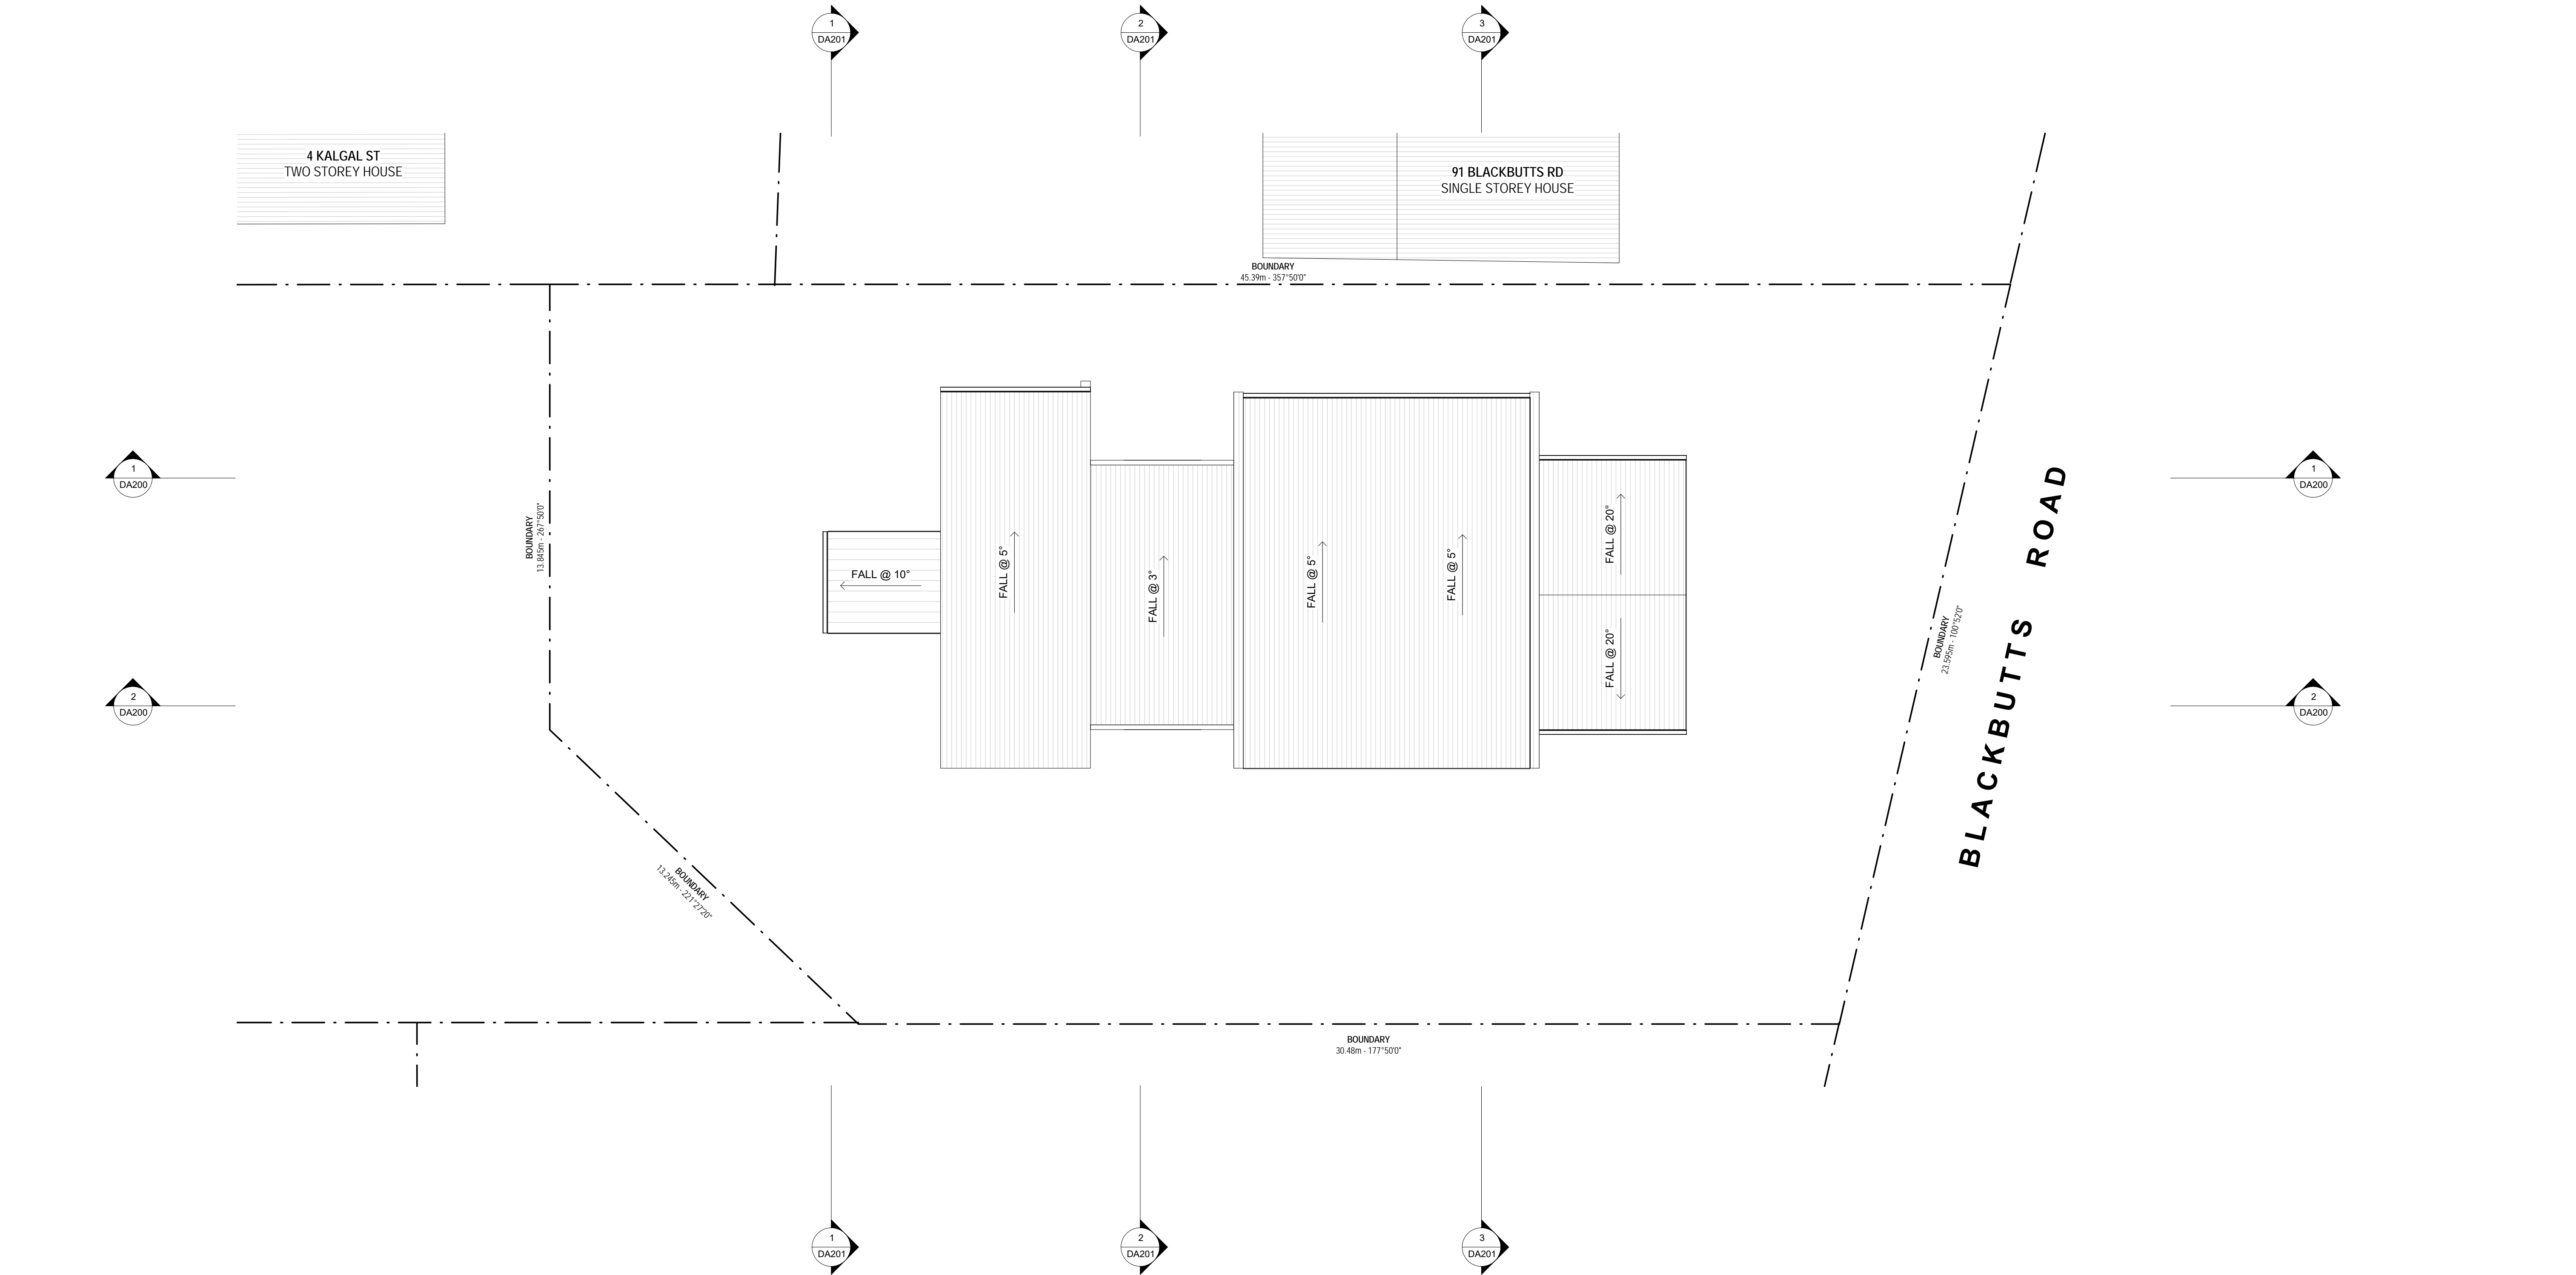 1
DA201
2
DA201
3
DA201
4 KALGAL ST
TWO STOREY HOUSE
91 BLACKBUTTS RD
SINGLE STOREY HOUSE
BOUNDARY
45.39m - 357°50'0"
1
DA200
BOUNDARY
13.845m - 267°50'0"
FALL @ 10°
FALL @ 5°
FALL @ 3°
FALL @ 5°
FALL @ 5°
FALL @ 20°
FALL @ 20°
BOUNDARY
23.595m - 100°52'0"
BLACKBUTTS ROAD
1
DA200
2
DA200
2
DA200
BOUNDARY
13.245m - 221°27'20"
BOUNDARY
30.48m - 177°50'0"
1
DA201
2
DA201
3
DA201